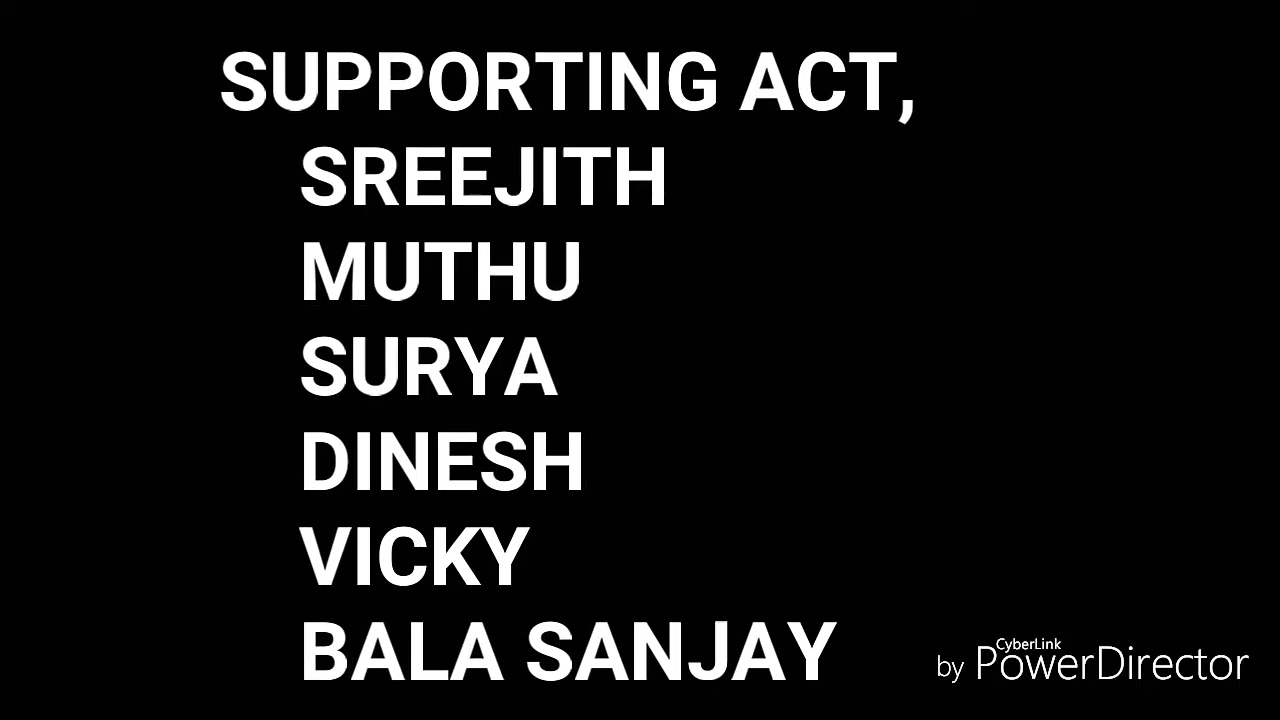 SUPPORTING ACT,
SREEJITH
MUTHU
SURYA
DINESH
VICKY
BALA SANJAY
by CyberLink PowerDirector